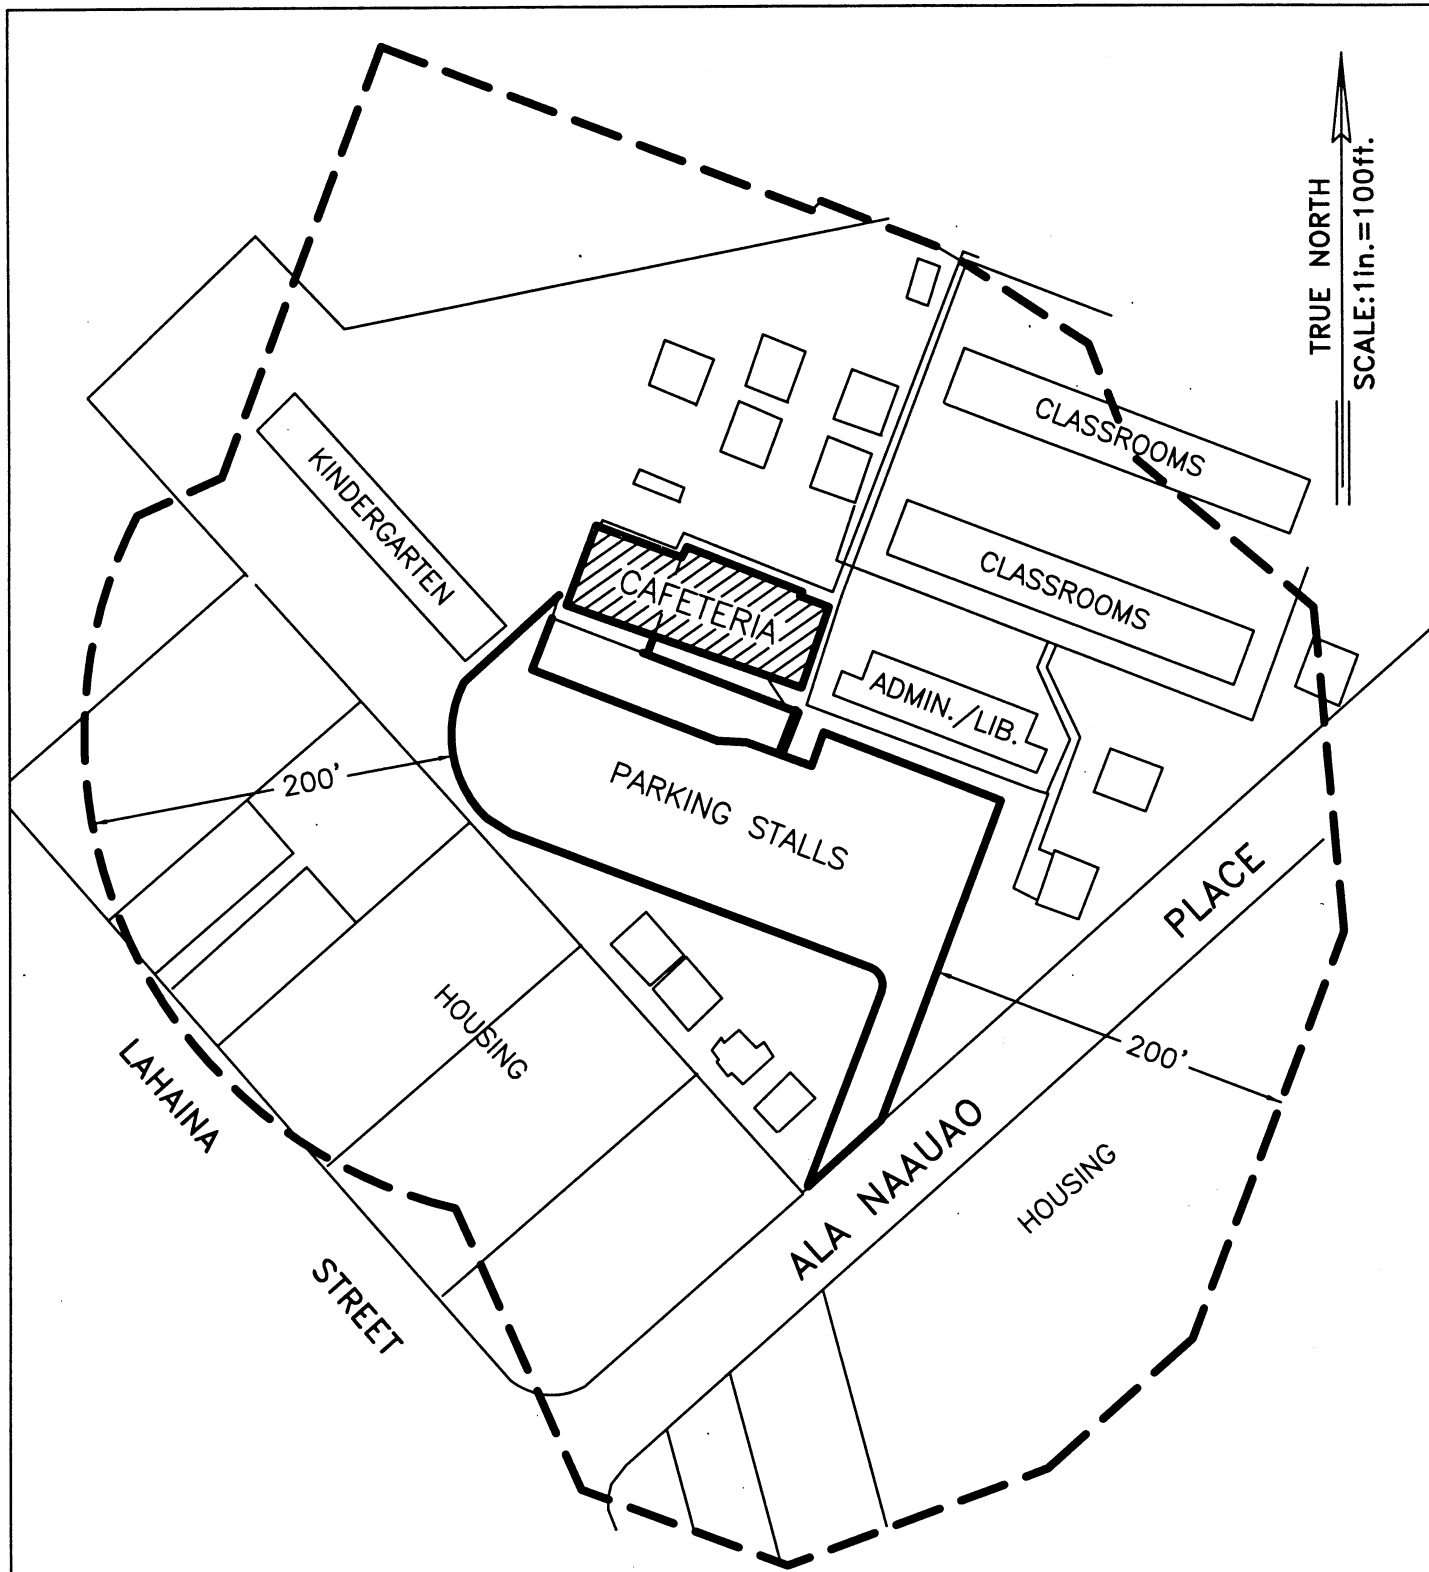 TRUE NORTH
SCALE:1in.=100ft.
CLASSROOMS
KINDERGARTEN
CAFETERIA
CLASSROOMS
ADMIN./LIB.
200'
PARKING STALLS
PLACE
HOUSING
200'
LAHAINA
ALA NAAUAO
HOUSING
STREET